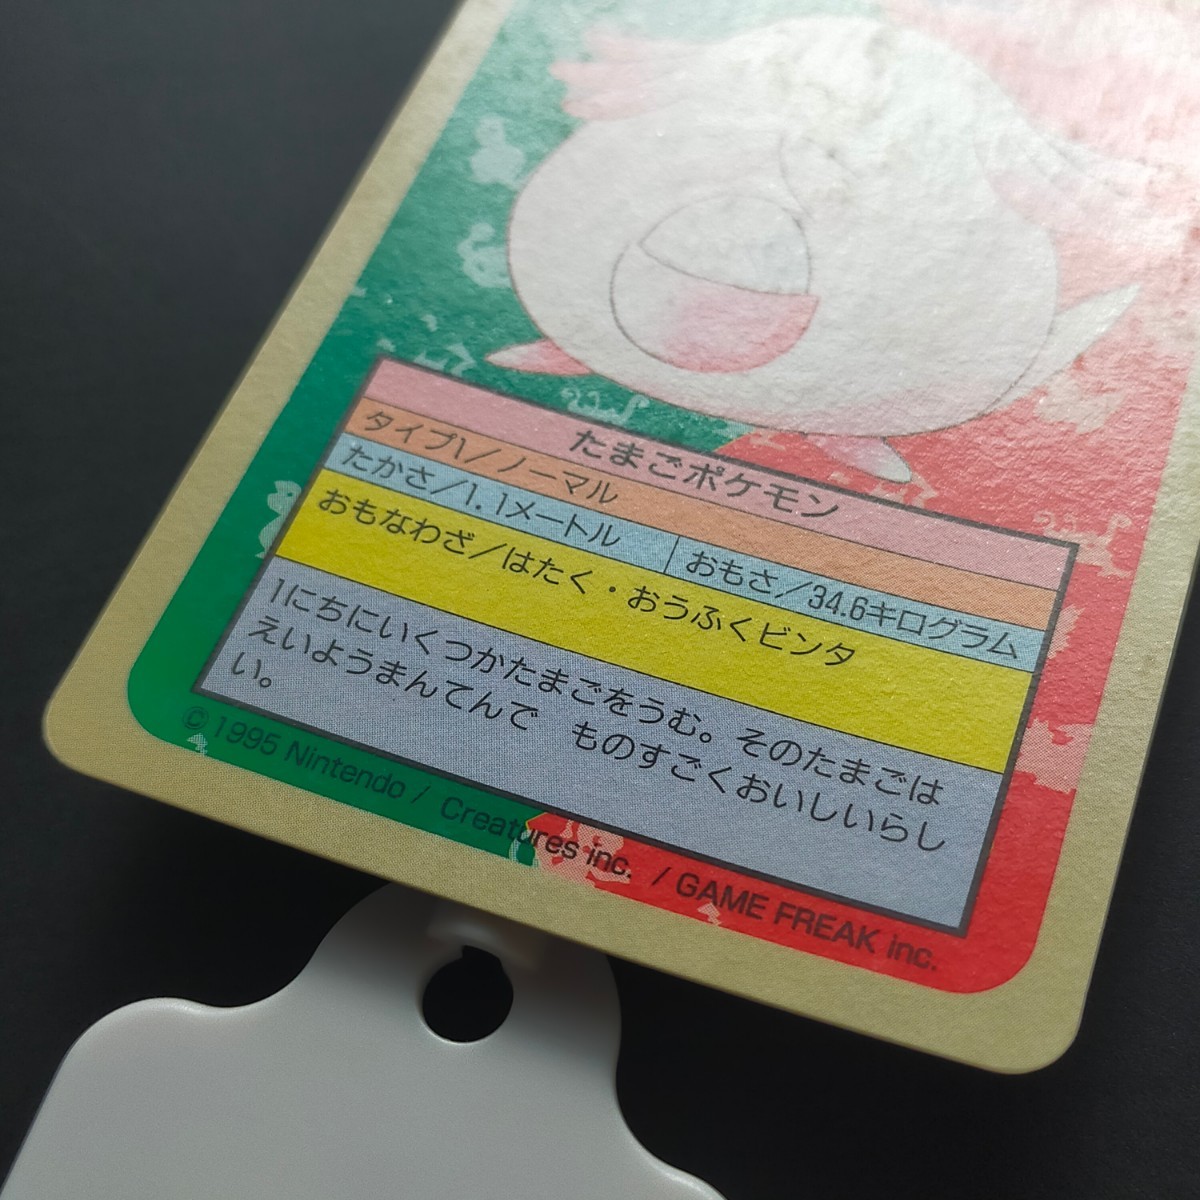 たまごポケモン
タイプ1／ノーマル
たかさ／1.1メートル おもさ／34.6キログラム
おもなわざ／はたく・おうふくビンタ
1にちにいくつかたまごをうむ。そのたまごは
えいようまんてんで ものすごくおいしいらし
い。
© 1995 Nintendo / Creatures inc. / GAME FREAK inc.